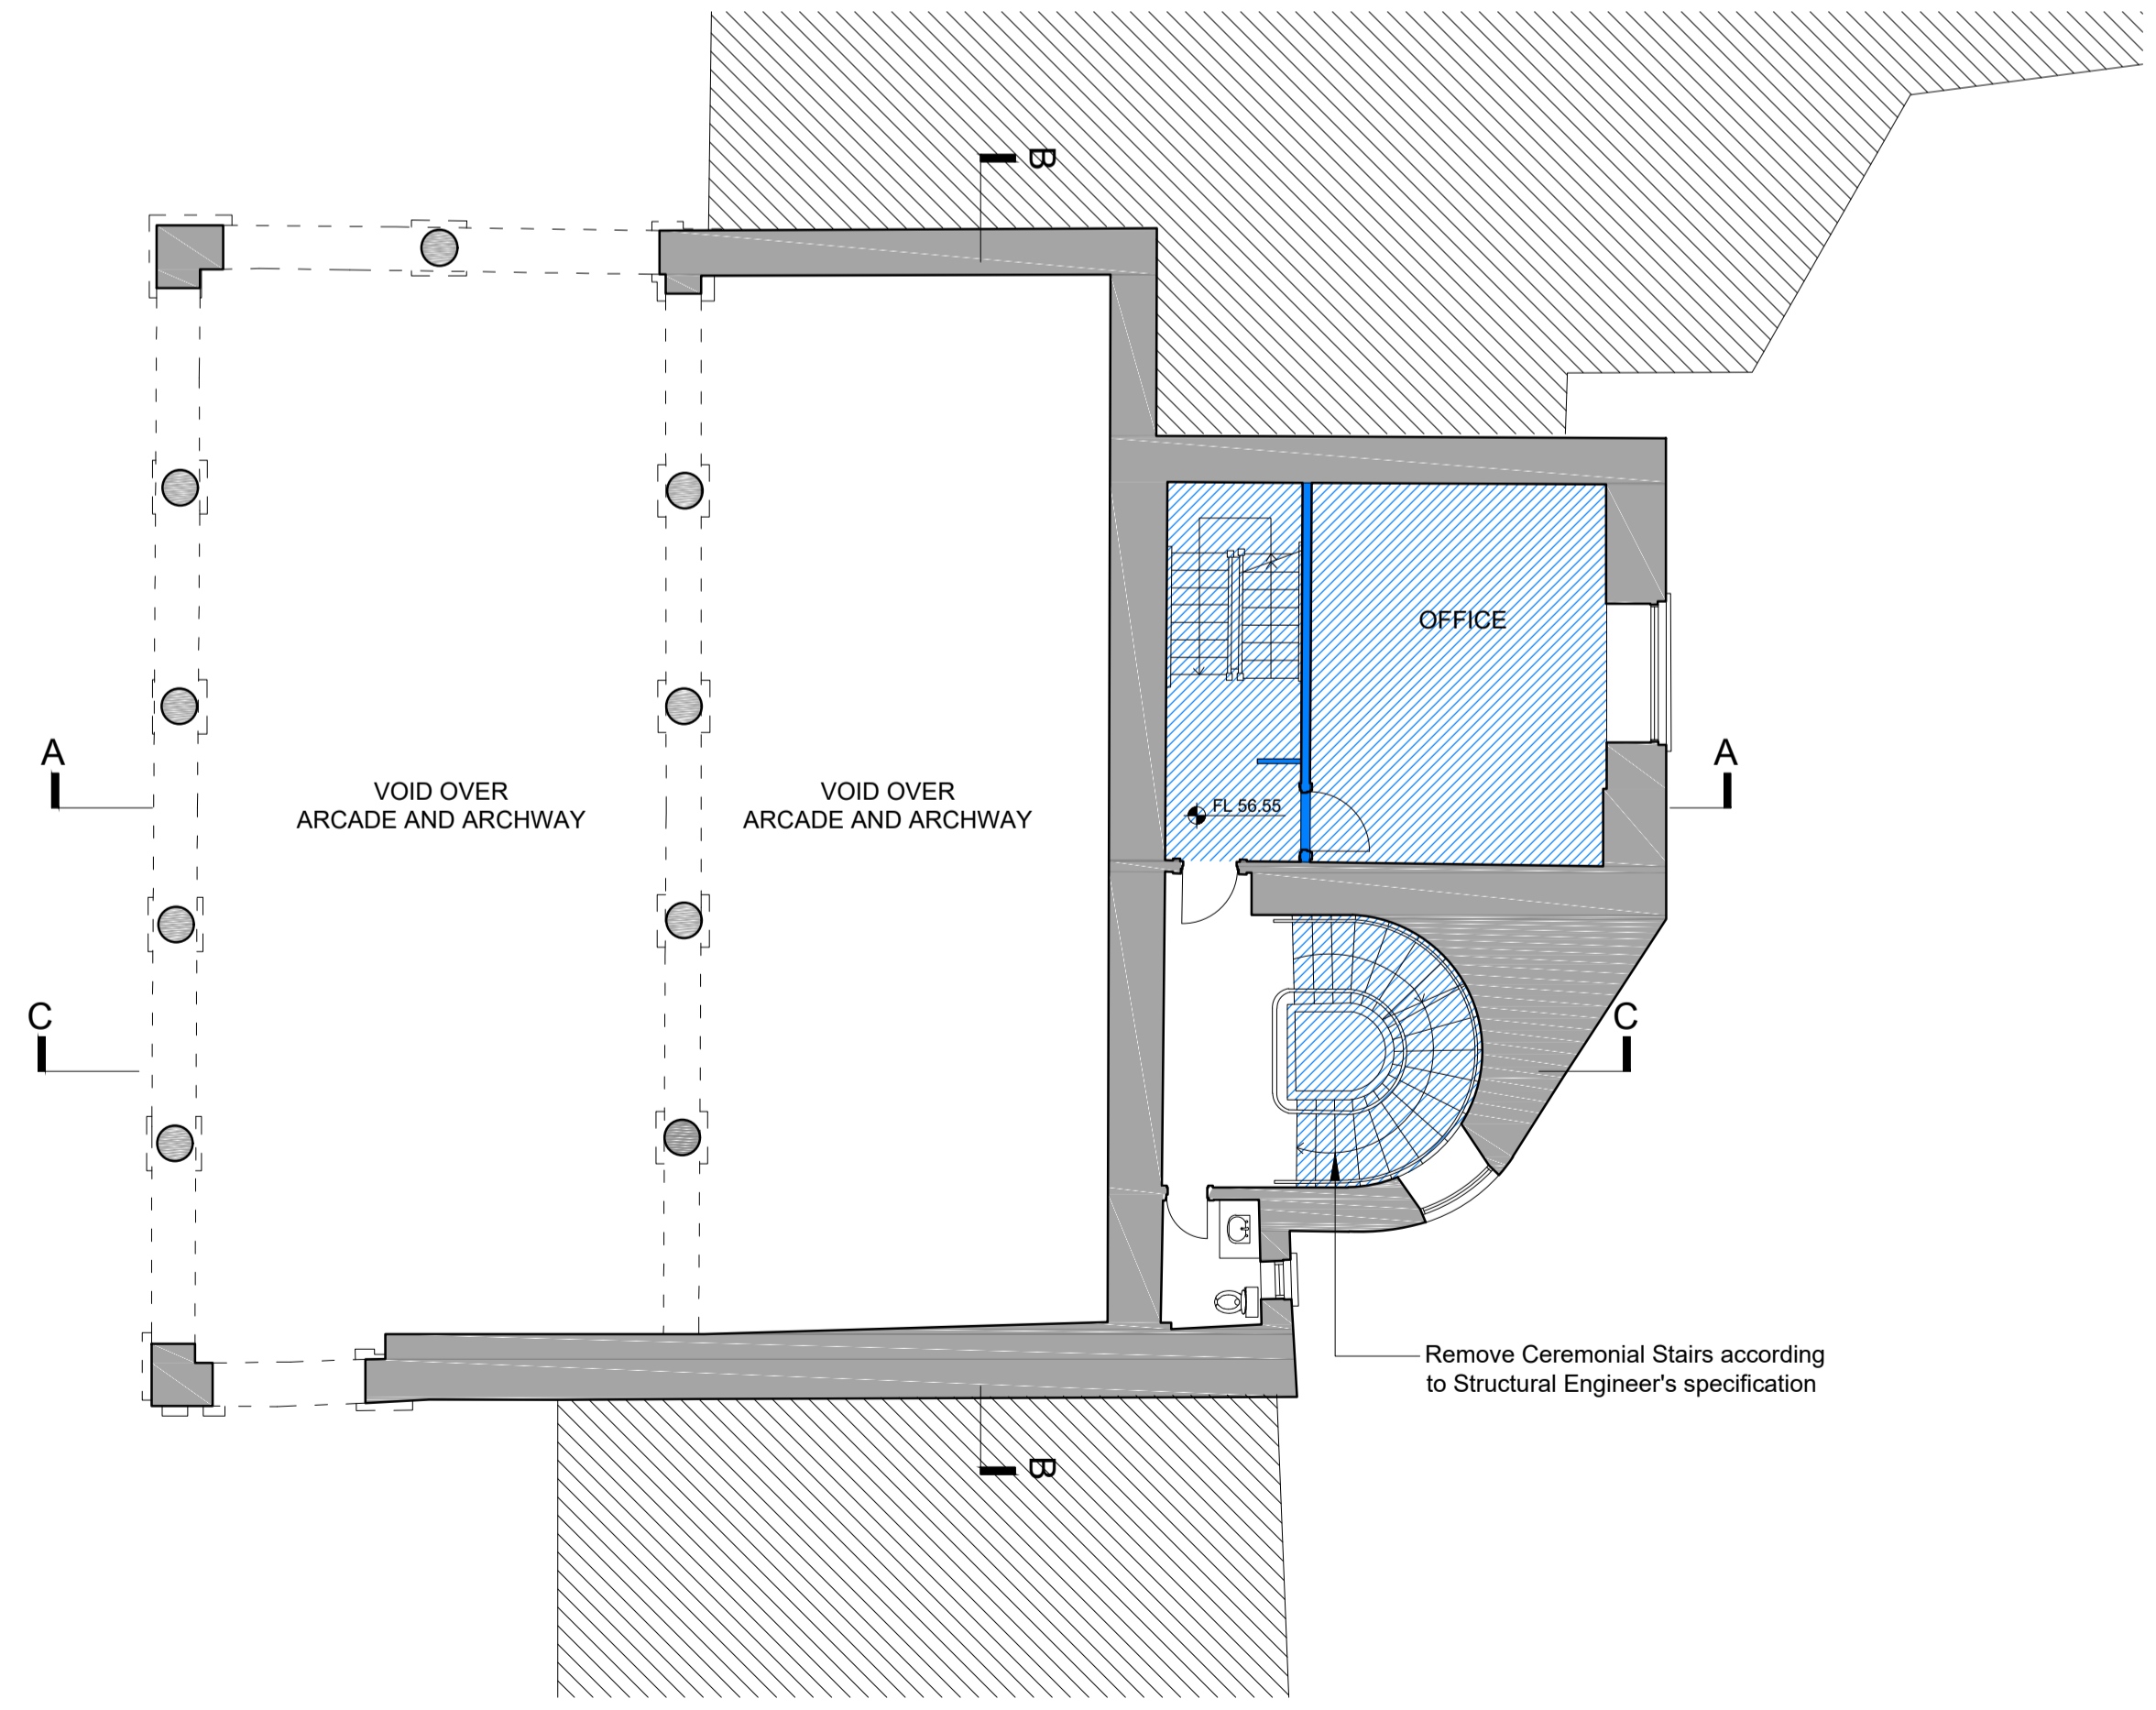 B
OFFICE
A
A
VOID OVER
ARCADE AND ARCHWAY
VOID OVER
ARCADE AND ARCHWAY
FL 56.55
C
C
Remove Ceremonial Stairs according
to Structural Engineer's specification
B